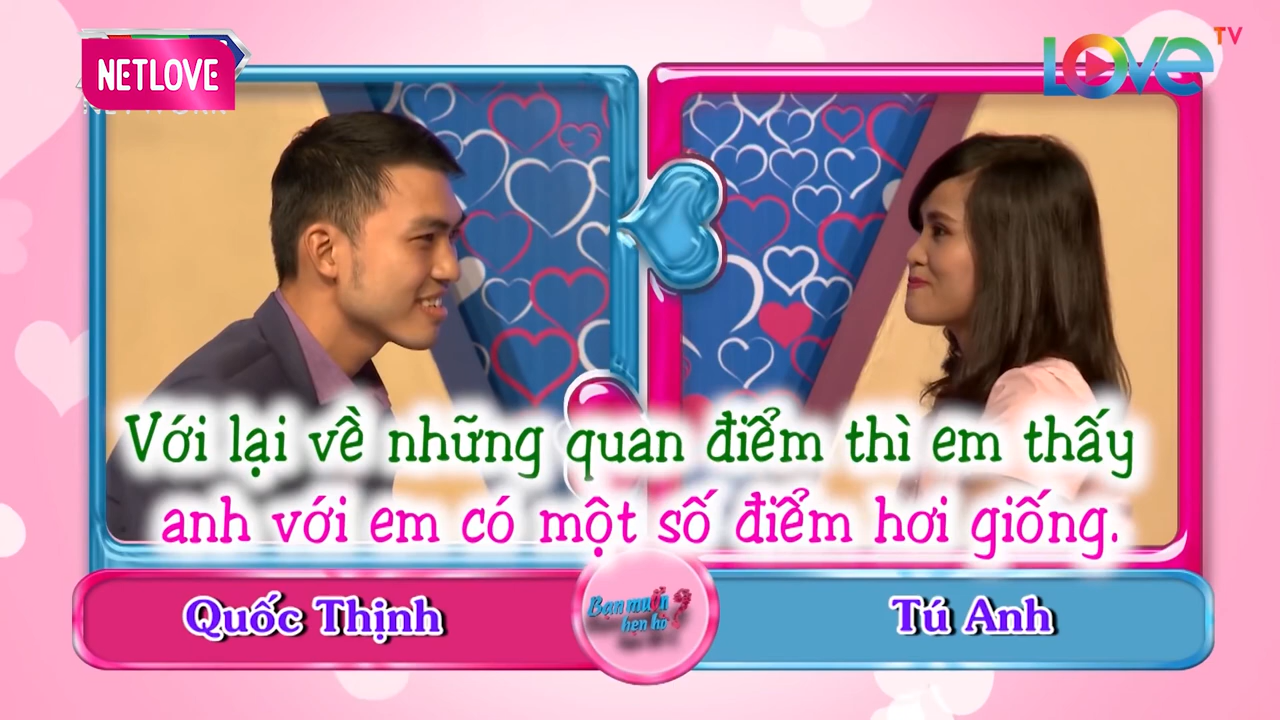 NETLOVE
LOVE TV
Với lại về những quan điểm thì em thấy
anh với em có một số điểm hơi giống.
Quốc Thịnh
Bạn muốn
hẹn hò
Tú Anh